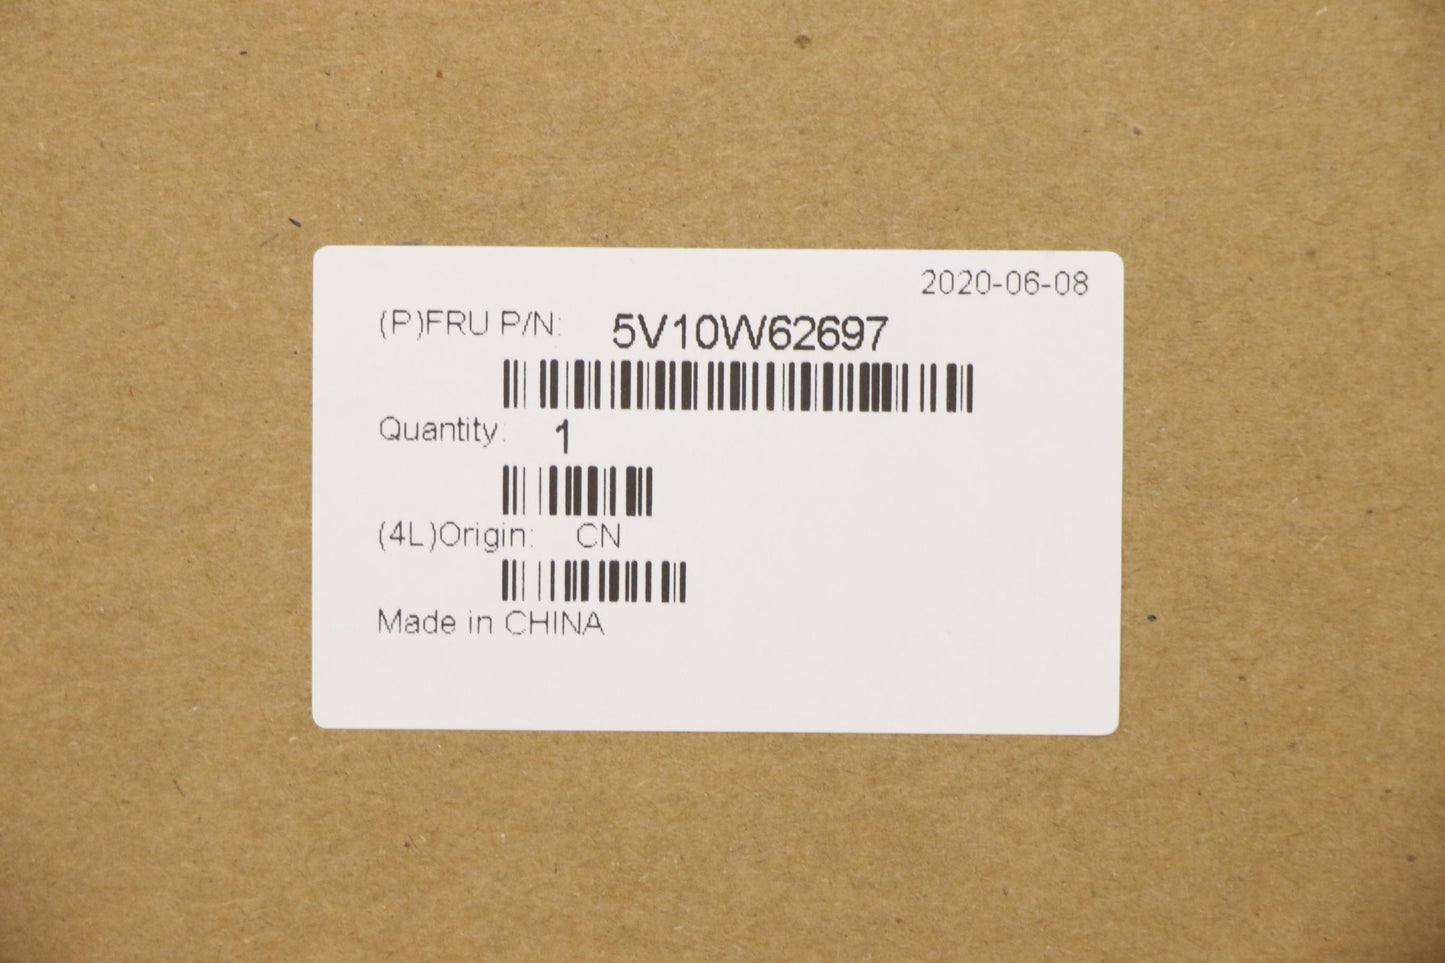 2020-06-08
(P)FRU P/N: 5V10W62697
Quantity: 1
(4L)Origin: CN
Made in CHINA